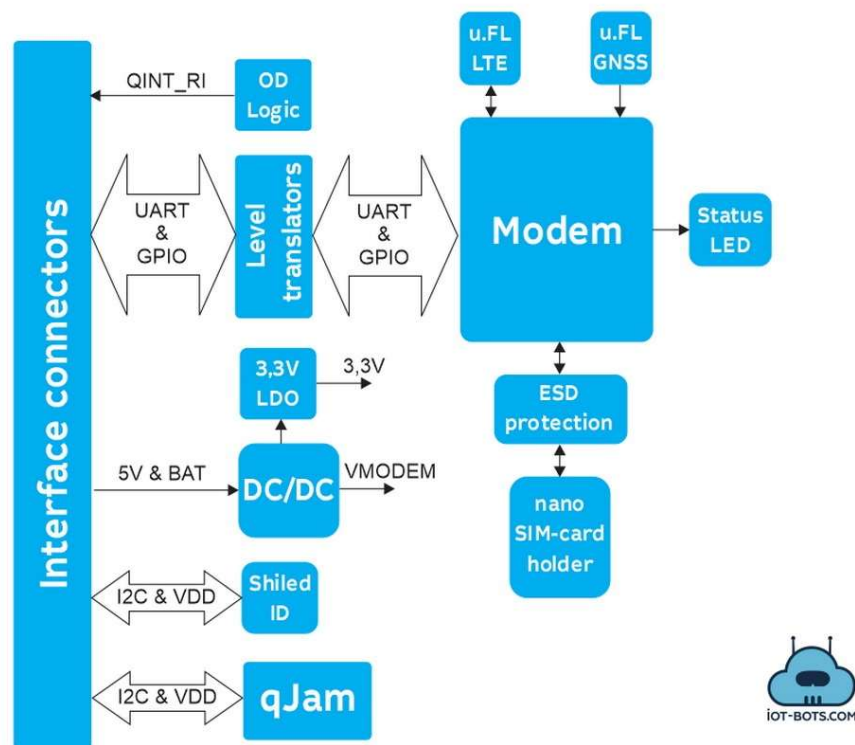 u.FL
LTE
u.FL
GNSS
QINT_RI
OD
Logic
Interface connectors
UART
&
GPIO
Level
translators
UART
&
GPIO
Modem
Status
LED
3,3V
LDO
3,3V
ESD
protection
5V & BAT
DC/DC
VMODEM
nano
SIM-card
holder
I2C & VDD
Shiled
ID
I2C & VDD
qJam
iOT-BOTS.COM